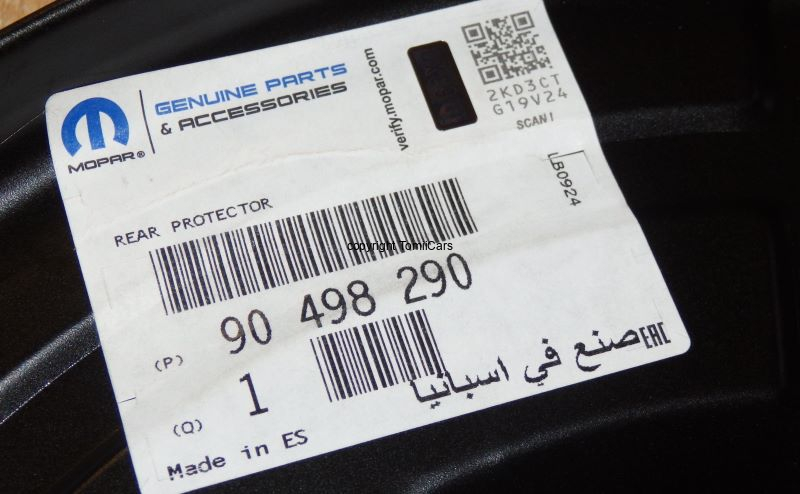 MOPAR®
GENUINE PARTS
& ACCESSORIES
verify.mopar.com
2KD3CT
G19V24
SCAN!
LB0924
REAR PROTECTOR
copyright TomliCars
(P) 90 498 290
(Q) 1
صنع في اسبانيا
EAC
Made in ES